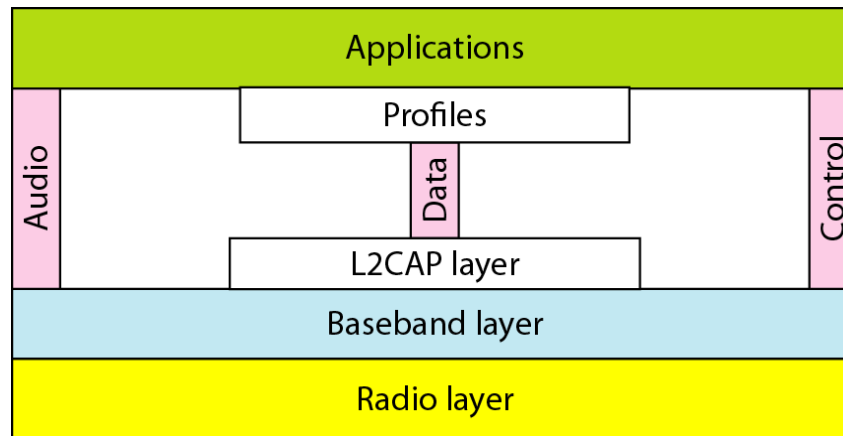 Applications
Profiles
Audio
Data
Control
L2CAP layer
Baseband layer
Radio layer